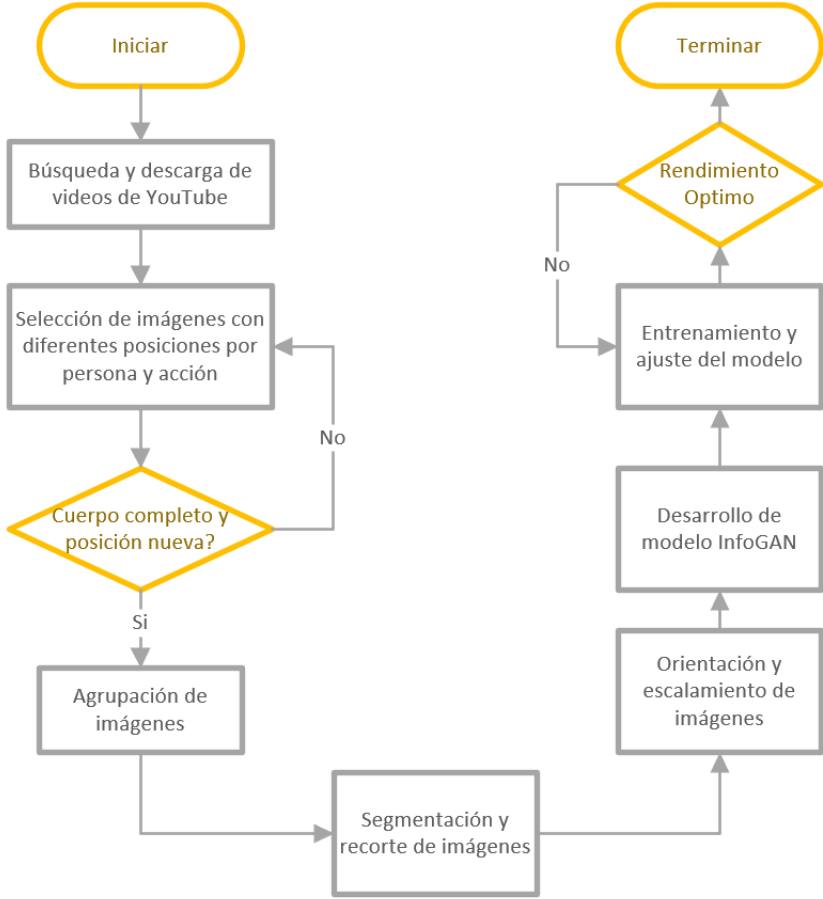 Iniciar
Búsqueda y descarga de
videos de YouTube
Selección de imágenes con
diferentes posiciones por
persona y acción
No
Cuerpo completo y
posición nueva?
Si
Agrupación de
imágenes
Segmentación y
recorte de imágenes
Orientación y
escalamiento de
imágenes
Desarrollo de
modelo InfoGAN
Entrenamiento y
ajuste del modelo
No
Rendimiento
Optimo
Terminar